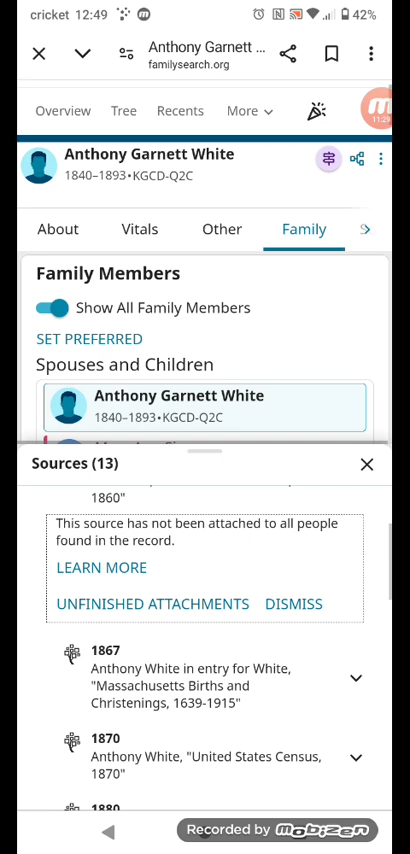 cricket 12:49 42%
Anthony Garnett ...
familysearch.org
Overview Tree Recents More
11:29
Anthony Garnett White
1840–1893•KGCD-Q2C
About Vitals Other Family S
Family Members
Show All Family Members
SET PREFERRED
Spouses and Children
Anthony Garnett White
1840–1893•KGCD-Q2C
Sources (13)
1860"
This source has not been attached to all people
found in the record.
LEARN MORE
UNFINISHED ATTACHMENTS DISMISS
1867
Anthony White in entry for White,
"Massachusetts Births and
Christenings, 1639-1915"
1870
Anthony White, "United States Census,
1870"
1880
Recorded by mobizen